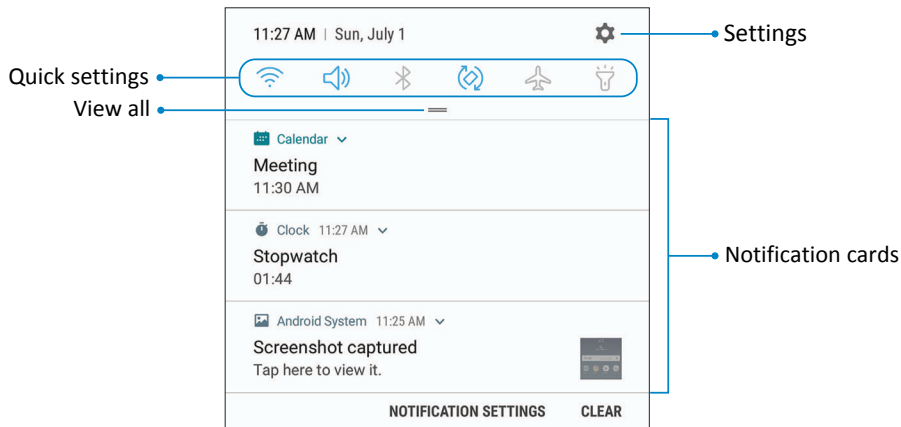 11:27 AM | Sun, July 1
Settings
Quick settings
View all
Calendar
Meeting
11:30 AM
Clock 11:27 AM
Stopwatch
01:44
Notification cards
Android System 11:25 AM
Screenshot captured
Tap here to view it.
NOTIFICATION SETTINGS CLEAR